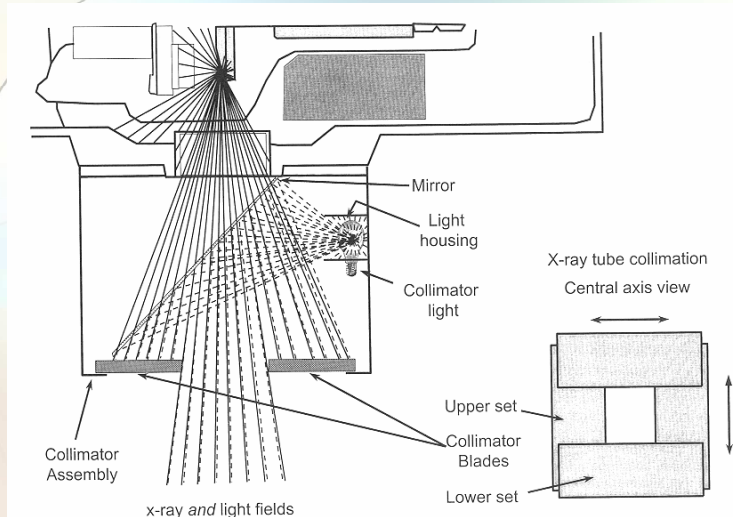 Mirror
Light
housing
Collimator
light
X-ray tube collimation
Central axis view
Upper set
Collimator
Blades
Lower set
Collimator
Assembly
x-ray and light fields